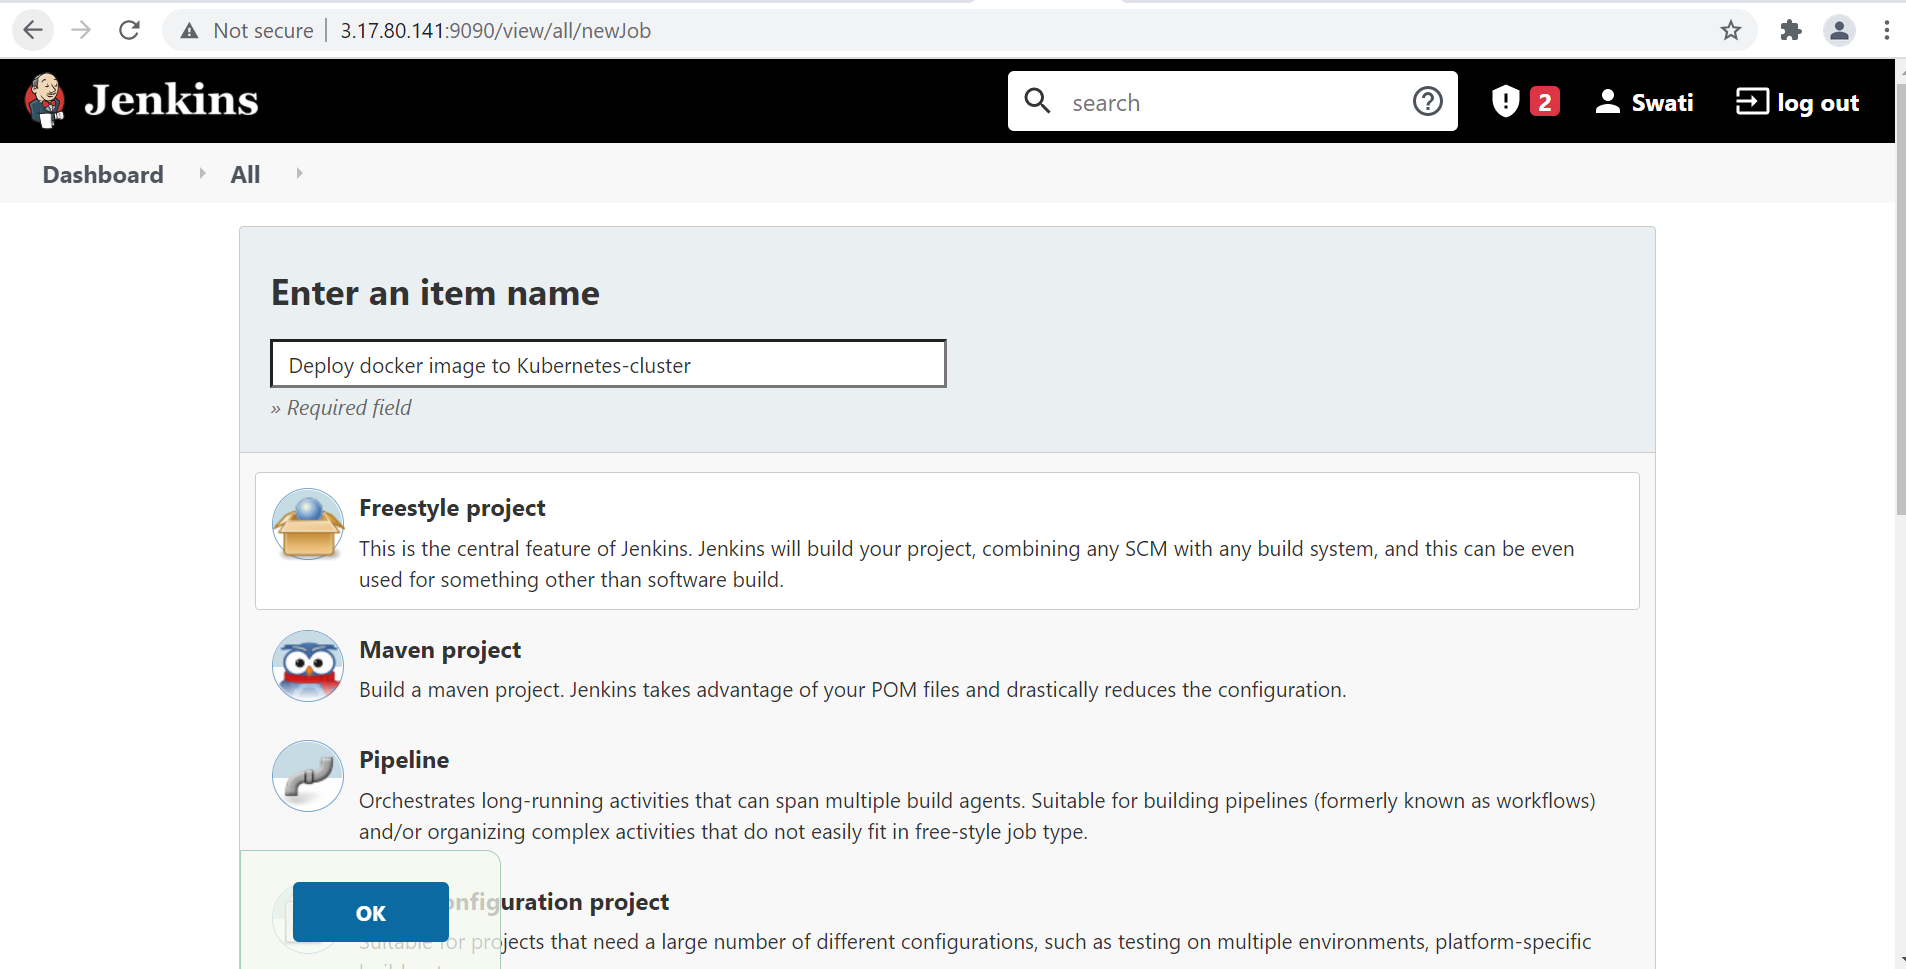 Not secure
3.17.80.141:9090/view/all/newJob
Jenkins
search
2
Swati
log out
Dashboard
All
Enter an item name
Deploy docker image to Kubernetes-cluster
» Required field
Freestyle project
This is the central feature of Jenkins. Jenkins will build your project, combining any SCM with any build system, and this can be even
used for something other than software build.
Maven project
Build a maven project. Jenkins takes advantage of your POM files and drastically reduces the configuration.
Pipeline
Orchestrates long-running activities that can span multiple build agents. Suitable for building pipelines (formerly known as workflows)
and/or organizing complex activities that do not easily fit in free-style job type.
onfiguration project
OK
Suitable for projects that need a large number of different configurations, such as testing on multiple environments, platform-specific